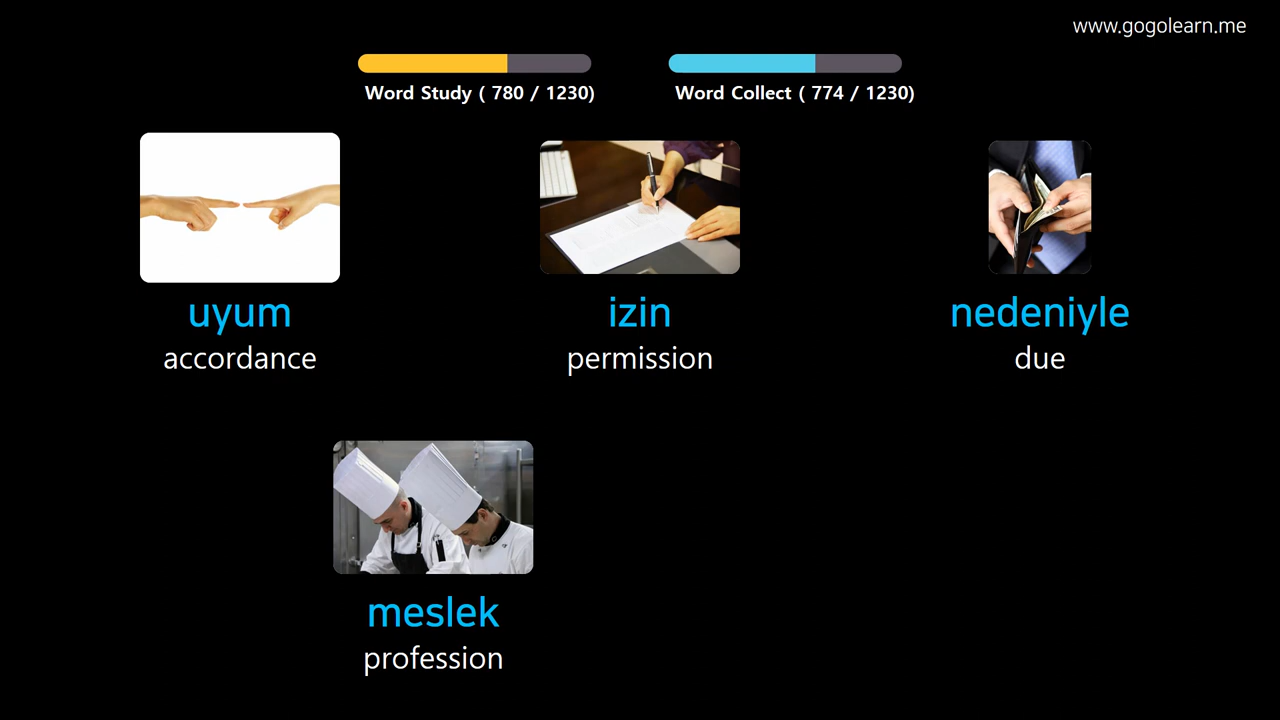 www.gogolearn.me
Word Study ( 780 / 1230)
Word Collect ( 774 / 1230)
uyum
accordance
izin
permission
nedeniyle
due
meslek
profession